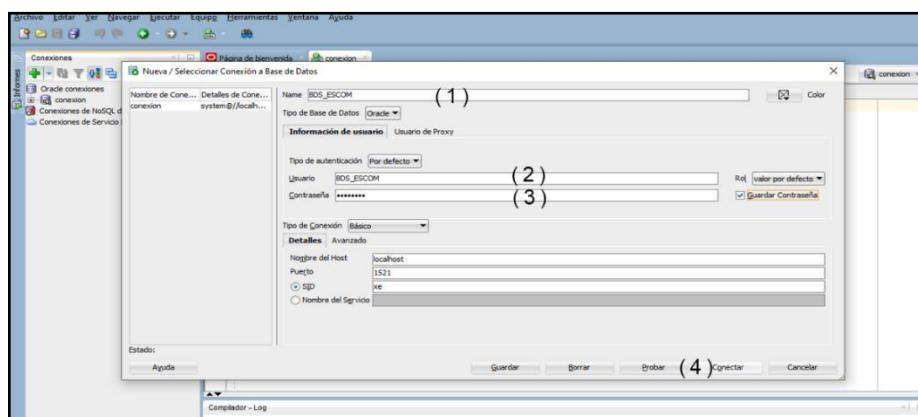 Archivo Editar Ver Navegar Ejecutar Equipo Herramientas Ventana Ayuda
Conexiones
Página de bienvenida
conexion
conexion
Informes
Oracle conexiones
conexion
Conexiones de NoSQL d
Conexiones de Servicio
Nueva / Seleccionar Conexión a Base de Datos
Nombre de Cone... Detalles de Cone...
conexion system@//localh...
Name BDS_ESCOM (1) Color
Tipo de Base de Datos Oracle
Información de usuario Usuario de Proxy
Tipo de autenticación Por defecto
Usuario BDS_ESCOM (2) Rol valor por defecto
Contraseña •••••••• (3) Guardar Contraseña
Tipo de Conexión Básico
Detalles Avanzado
Nombre del Host localhost
Puerto 1521
SID xe
Nombre del Servicio
Estado:
Ayuda Guardar Borrar Probar (4) Conectar Cancelar
Compilador - Log